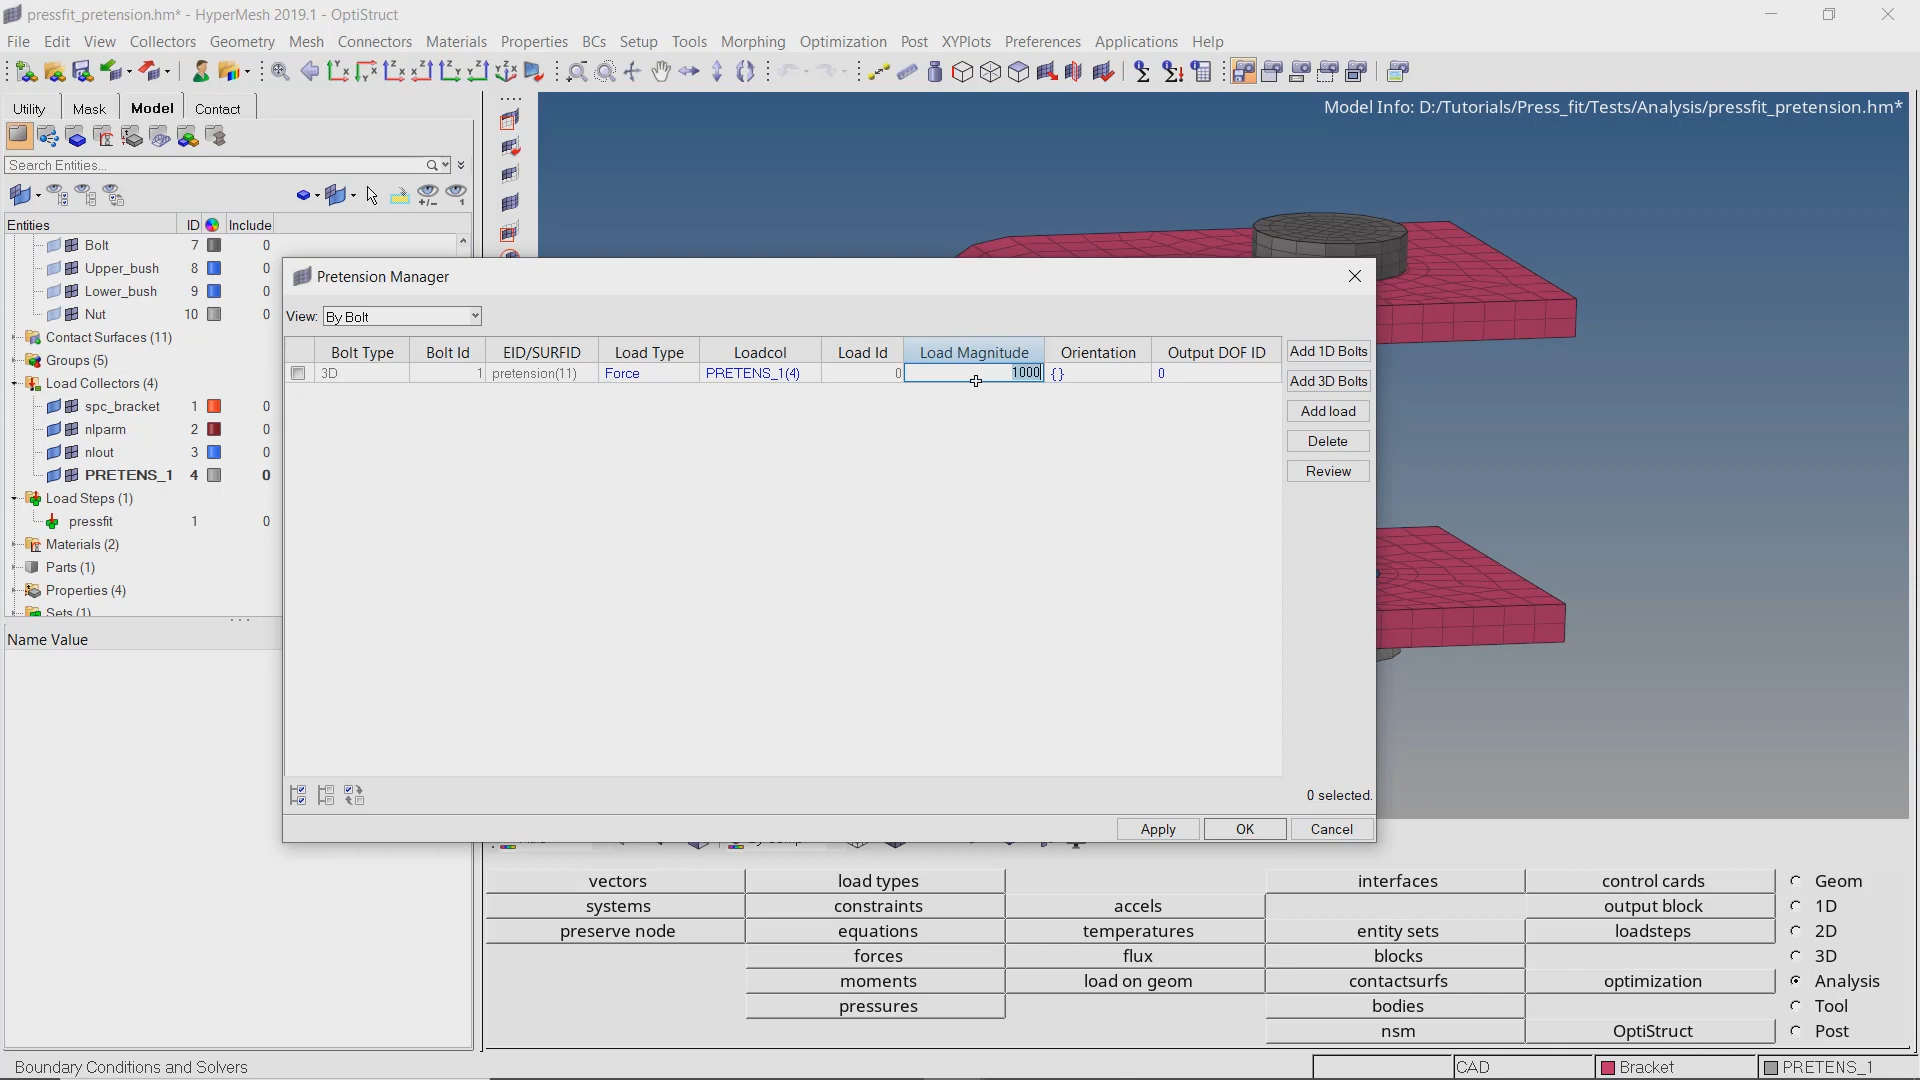 pressfit_pretension.hm* - HyperMesh 2019.1 - OptiStruct
File Edit View Collectors Geometry Mesh Connectors Materials Properties BCs Setup Tools Morphing Optimization Post XYPlots Preferences Applications Help
Utility Mask Model Contact
Model Info: D:/Tutorials/Press_fit/Tests/Analysis/pressfit_pretension.hm*
Search Entities...
Entities ID Include
Bolt 7 0
Upper_bush 8 0
Lower_bush 9 0
Nut 10 0
Contact Surfaces (11)
Groups (5)
Load Collectors (4)
spc_bracket 1 0
nlparm 2 0
nlout 3 0
PRETENS_1 4 0
Load Steps (1)
pressfit 1 0
Materials (2)
Parts (1)
Properties (4)
Sets (1)
Name Value
Pretension Manager
View: By Bolt
Bolt Type Bolt Id EID/SURFID Load Type Loadcol Load Id Load Magnitude Orientation Output DOF ID
3D 1 pretension(11) Force PRETENS_1(4) 0 1000 {} 0
Add 1D Bolts
Add 3D Bolts
Add load
Delete
Review
0 selected.
Apply OK Cancel
vectors load types interfaces control cards Geom
systems constraints accels output block 1D
preserve node equations temperatures entity sets loadsteps 2D
forces flux blocks 3D
moments load on geom contactsurfs optimization Analysis
pressures bodies Tool
nsm OptiStruct Post
Boundary Conditions and Solvers CAD Bracket PRETENS_1